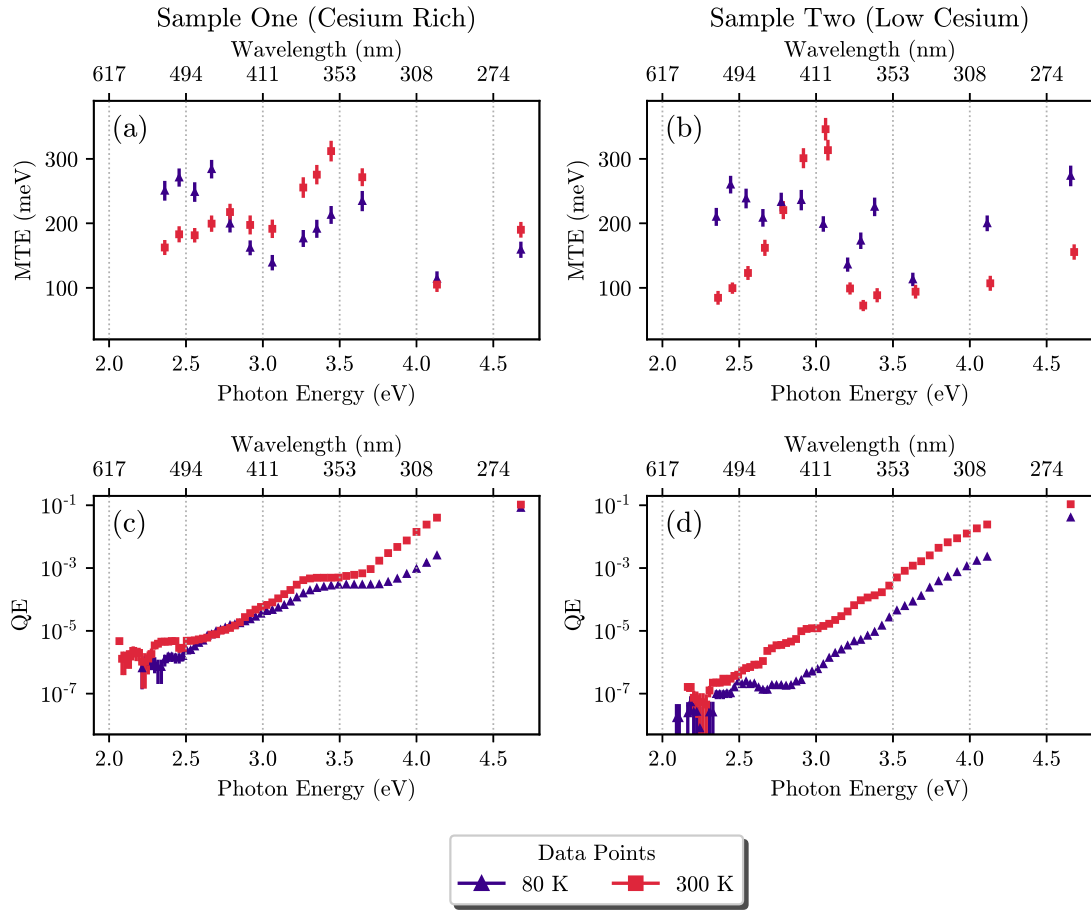 Sample One (Cesium Rich)
Wavelength (nm)
617 494 411 353 308 274
(a)
MTE (meV)
300
200
100
2.0 2.5 3.0 3.5 4.0 4.5
Photon Energy (eV)
Sample Two (Low Cesium)
Wavelength (nm)
617 494 411 353 308 274
(b)
MTE (meV)
300
200
100
2.0 2.5 3.0 3.5 4.0 4.5
Photon Energy (eV)
Wavelength (nm)
617 494 411 353 308 274
(c)
QE
10⁻¹
10⁻³
10⁻⁵
10⁻⁷
2.0 2.5 3.0 3.5 4.0 4.5
Photon Energy (eV)
Wavelength (nm)
617 494 411 353 308 274
(d)
QE
10⁻¹
10⁻³
10⁻⁵
10⁻⁷
2.0 2.5 3.0 3.5 4.0 4.5
Photon Energy (eV)
Data Points
80 K 300 K